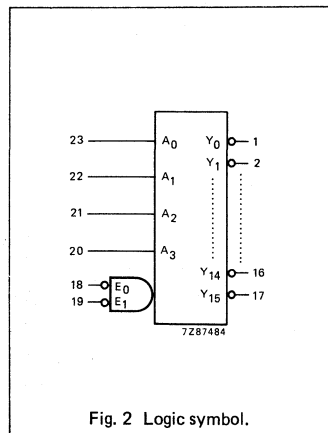 23 A0 Y0 1
Y1 2
22 A1
21 A2
20 A3
Y14 16
18 E0
19 E1
Y15 17
7Z87484
Fig. 2 Logic symbol.